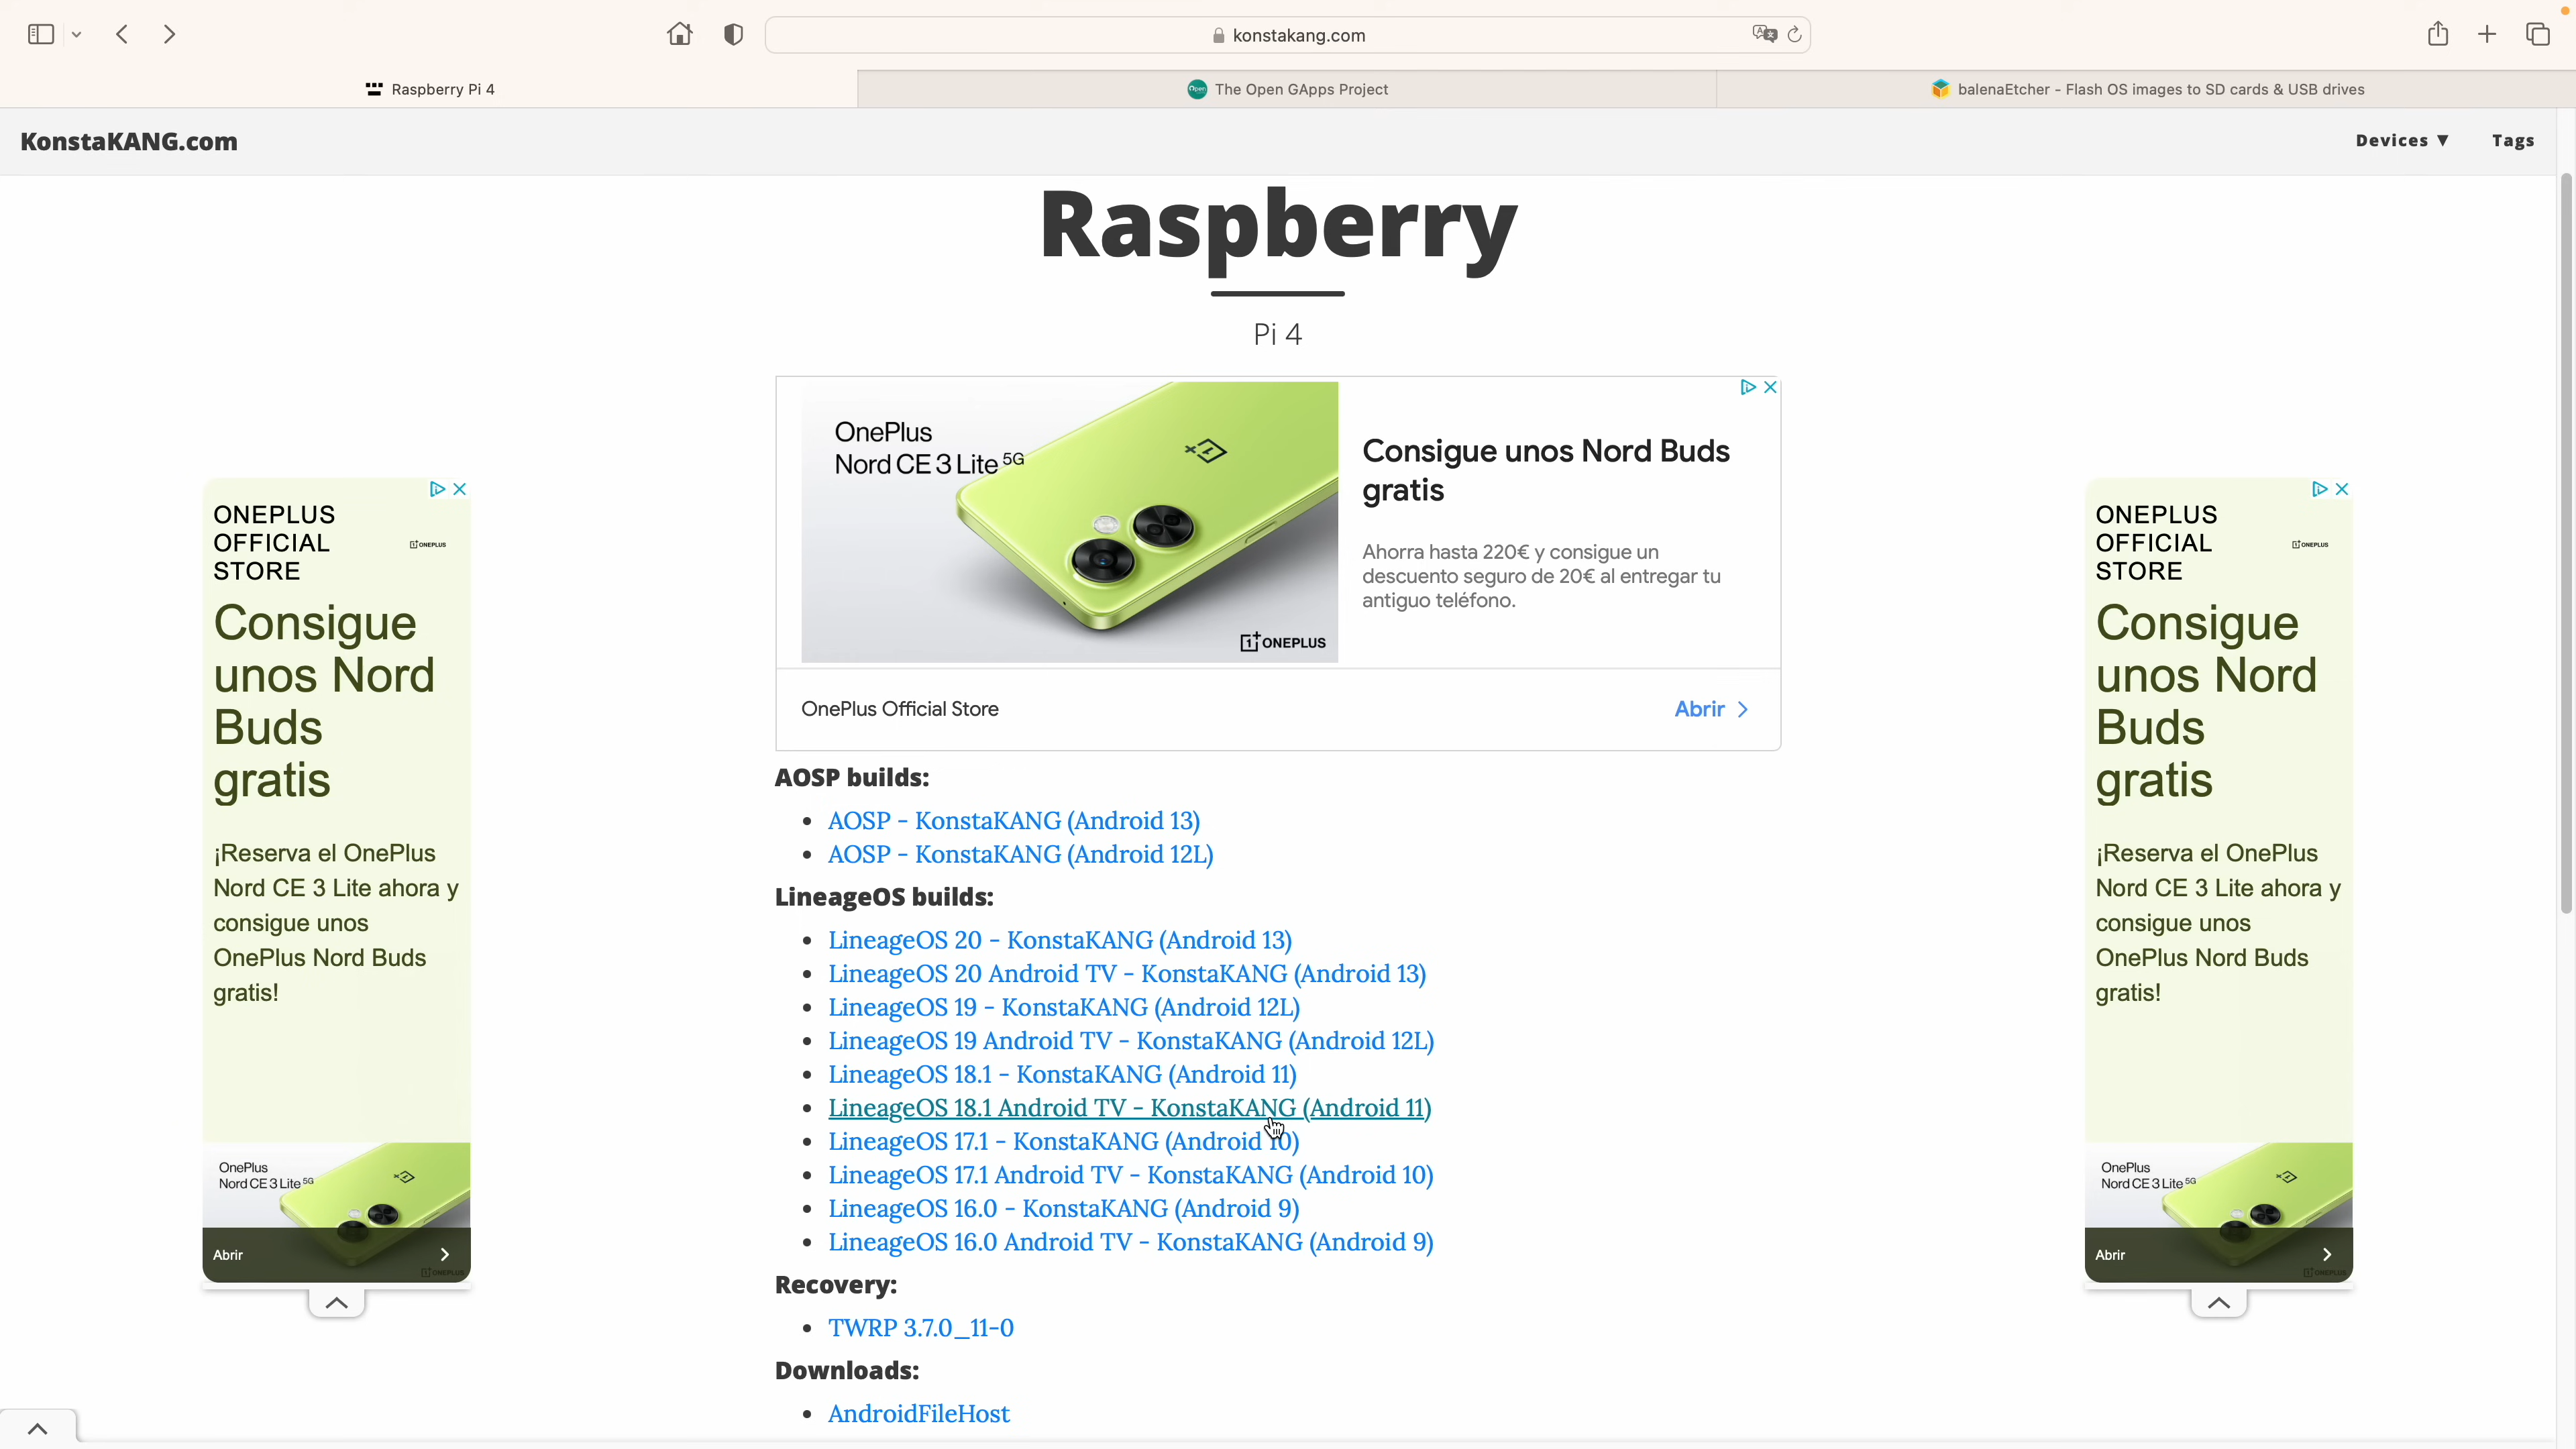 konstakang.com
Raspberry Pi 4
The Open GApps Project
balenaEtcher - Flash OS images to SD cards & USB drives
KonstaKANG.com
Devices ▼
Tags
Raspberry
Pi 4
OnePlus
Nord CE 3 Lite 5G
ONEPLUS
Consigue unos Nord Buds
gratis
Ahorra hasta 220€ y consigue un
descuento seguro de 20€ al entregar tu
antiguo teléfono.
OnePlus Official Store
Abrir
ONEPLUS
OFFICIAL
STORE
ONEPLUS
Consigue
unos Nord
Buds
gratis
¡Reserva el OnePlus
Nord CE 3 Lite ahora y
consigue unos
OnePlus Nord Buds
gratis!
OnePlus
Nord CE 3 Lite 5G
Abrir
ONEPLUS
AOSP builds:
• AOSP - KonstaKANG (Android 13)
• AOSP - KonstaKANG (Android 12L)
LineageOS builds:
• LineageOS 20 - KonstaKANG (Android 13)
• LineageOS 20 Android TV - KonstaKANG (Android 13)
• LineageOS 19 - KonstaKANG (Android 12L)
• LineageOS 19 Android TV - KonstaKANG (Android 12L)
• LineageOS 18.1 - KonstaKANG (Android 11)
• LineageOS 18.1 Android TV - KonstaKANG (Android 11)
• LineageOS 17.1 - KonstaKANG (Android 10)
• LineageOS 17.1 Android TV - KonstaKANG (Android 10)
• LineageOS 16.0 - KonstaKANG (Android 9)
• LineageOS 16.0 Android TV - KonstaKANG (Android 9)
Recovery:
• TWRP 3.7.0_11-0
Downloads:
• AndroidFileHost
ONEPLUS
OFFICIAL
STORE
ONEPLUS
Consigue
unos Nord
Buds
gratis
¡Reserva el OnePlus
Nord CE 3 Lite ahora y
consigue unos
OnePlus Nord Buds
gratis!
OnePlus
Nord CE 3 Lite 5G
Abrir
ONEPLUS